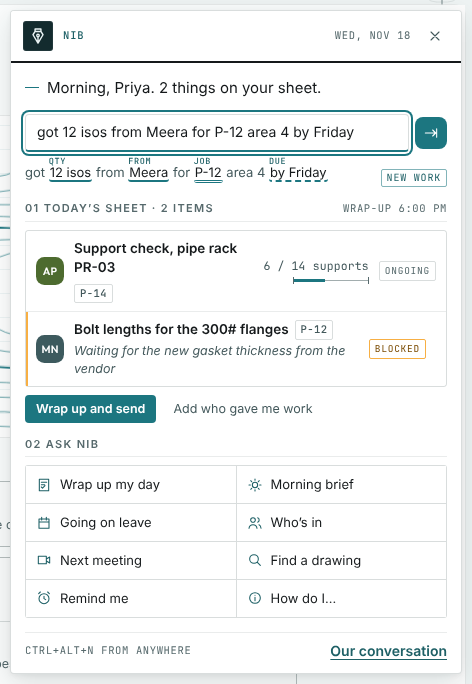 NIB
WED, NOV 18
— Morning, Priya. 2 things on your sheet.
got 12 isos from Meera for P-12 area 4 by Friday
QTY FROM JOB DUE
got 12 isos from Meera for P-12 area 4 by Friday
NEW WORK
01 TODAY'S SHEET · 2 ITEMS
WRAP-UP 6:00 PM
AP
Support check, pipe rack
PR-03
P-14
6 / 14 supports
ONGOING
MN
Bolt lengths for the 300# flanges P-12
Waiting for the new gasket thickness from the
vendor
BLOCKED
Wrap up and send
Add who gave me work
02 ASK NIB
Wrap up my day
Morning brief
Going on leave
Who's in
Next meeting
Find a drawing
Remind me
How do I...
CTRL+ALT+N FROM ANYWHERE
Our conversation